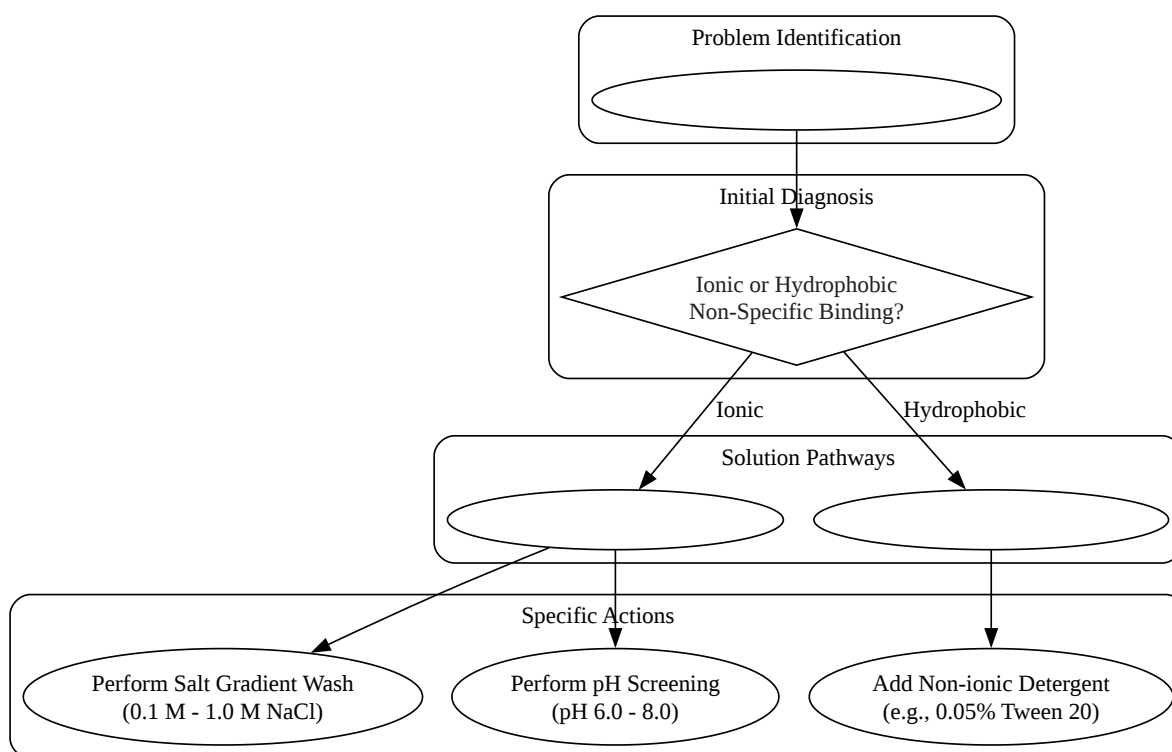 Problem Identification
Initial Diagnosis
Ionic or Hydrophobic
Non-Specific Binding?
Ionic
Hydrophobic
Solution Pathways
Specific Actions
Perform Salt Gradient Wash
(0.1 M - 1.0 M NaCl)
Perform pH Screening
(pH 6.0 - 8.0)
Add Non-ionic Detergent
(e.g., 0.05% Tween 20)